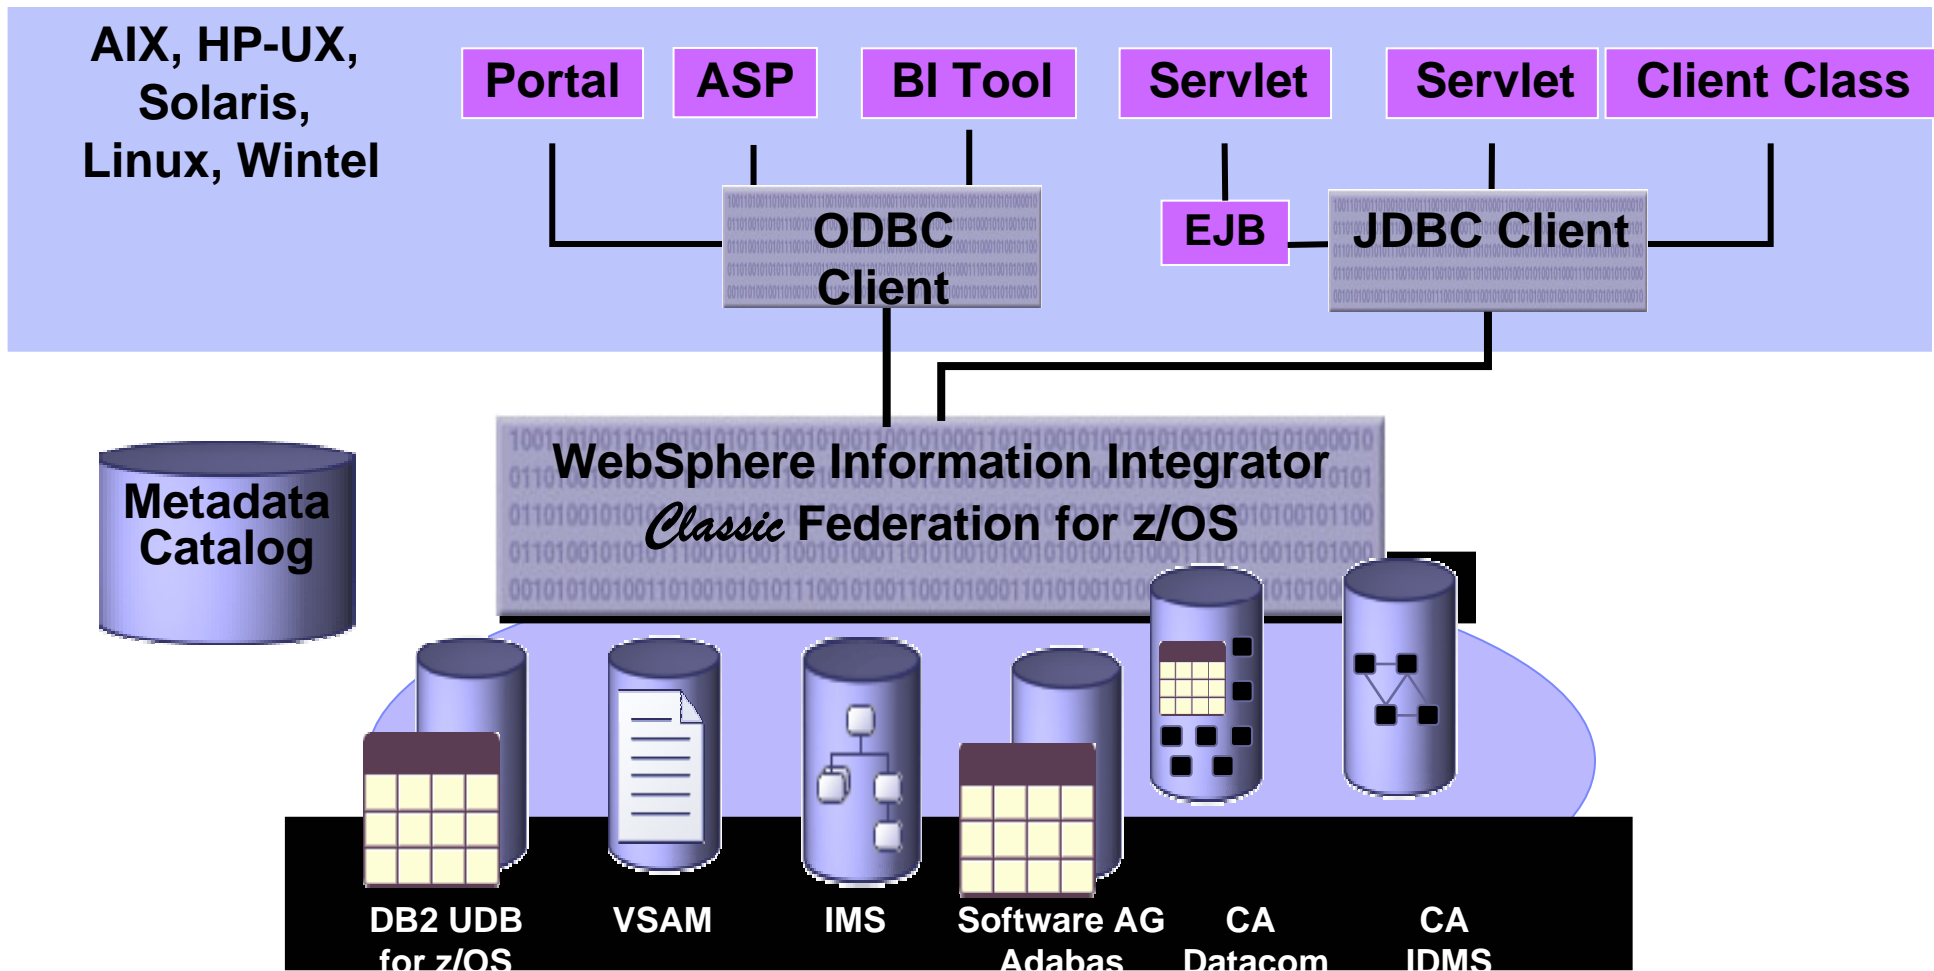 AIX, HP-UX,
Solaris,
Linux, Wintel
Portal
ASP
BI Tool
Servlet
Servlet
Client Class
ODBC
Client
EJB
JDBC Client
WebSphere Information Integrator
Classic Federation for z/OS
Metadata
Catalog
DB2 UDB
for z/OS
VSAM
IMS
Software AG
Adabas
CA
Datacom
CA
IDMS